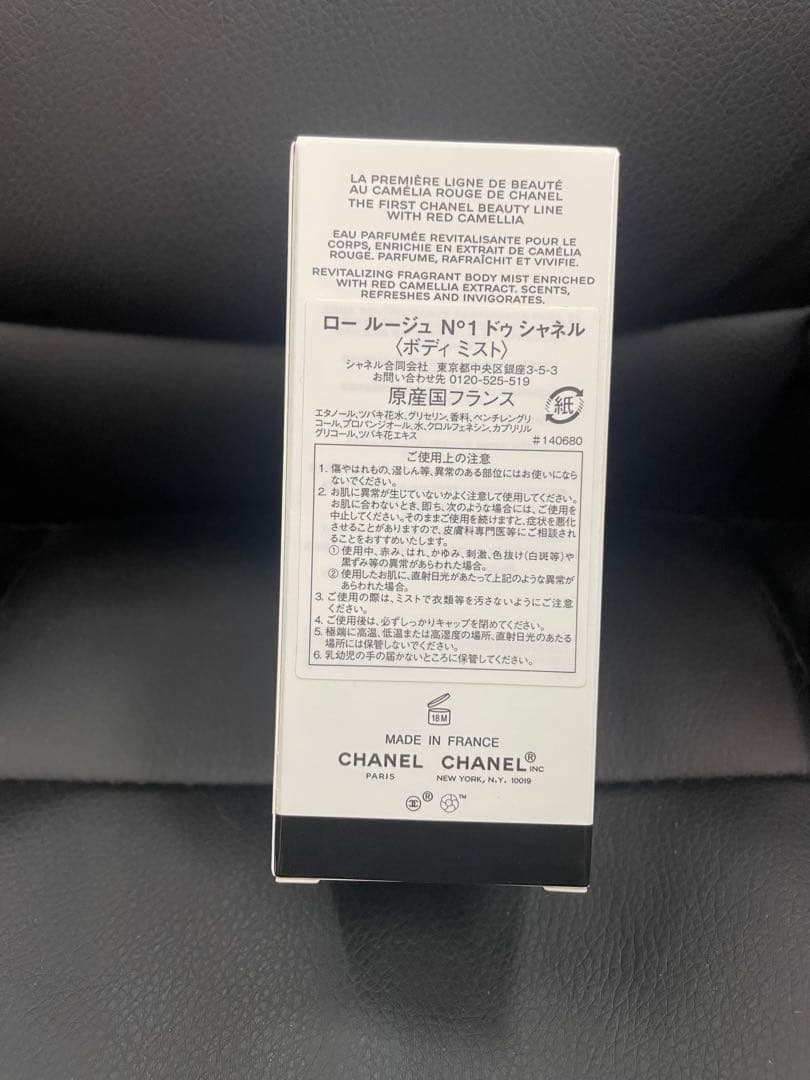 LA PREMIÈRE LIGNE DE BEAUTÉ
AU CAMÉLIA ROUGE DE CHANEL
THE FIRST CHANEL BEAUTY LINE
WITH RED CAMELLIA
EAU PARFUMÉE REVITALISANTE POUR LE
CORPS, ENRICHIE EN EXTRAIT DE CAMÉLIA
ROUGE. PARFUME, RAFRAÎCHIT ET VIVIFIE.
REVITALIZING FRAGRANT BODY MIST ENRICHED
WITH RED CAMELLIA EXTRACT. SCENTS,
REFRESHES AND INVIGORATES.
ロー ルージュ N°1 ドゥ シャネル
〈ボディ ミスト〉
シャネル合同会社 東京都中央区銀座3-5-3
お問い合わせ先 0120-525-519
原産国フランス
紙
エタノール、ツバキ花水、グリセリン、香料、ペンチレングリ
コール、プロパンジオール、水、クロルフェネシン、カプリリル
グリコール、ツバキ花エキス
#140680
ご使用上の注意
1. 傷やはれもの、湿しん等、異常のある部位にはお使いになら
ないでください。
2. お肌に異常が生じていないかよく注意して使用してください。
お肌に合わないとき、即ち、次のような場合には、ご使用を
中止してください。そのままご使用を続けますと、症状を悪化
させることがありますので、皮膚科専門医等にご相談され
ることをおすすめいたします。
① 使用中、赤み、はれ、かゆみ、刺激、色抜け(白斑等)や
黒ずみ等の異常があらわれた場合。
② 使用したお肌に、直射日光があたって上記のような異常が
あらわれた場合。
3. ご使用の際は、ミストで衣類等を汚さないようにご注意
ください。
4. ご使用後は、必ずしっかりキャップを閉めてください。
5. 極端に高温、低温または高湿度の場所、直射日光のあたる
場所には保管しないでください。
6. 乳幼児の手の届かないところに保管してください。
18M
MADE IN FRANCE
CHANEL CHANEL® INC
PARIS NEW YORK, N.Y. 10019
® ™